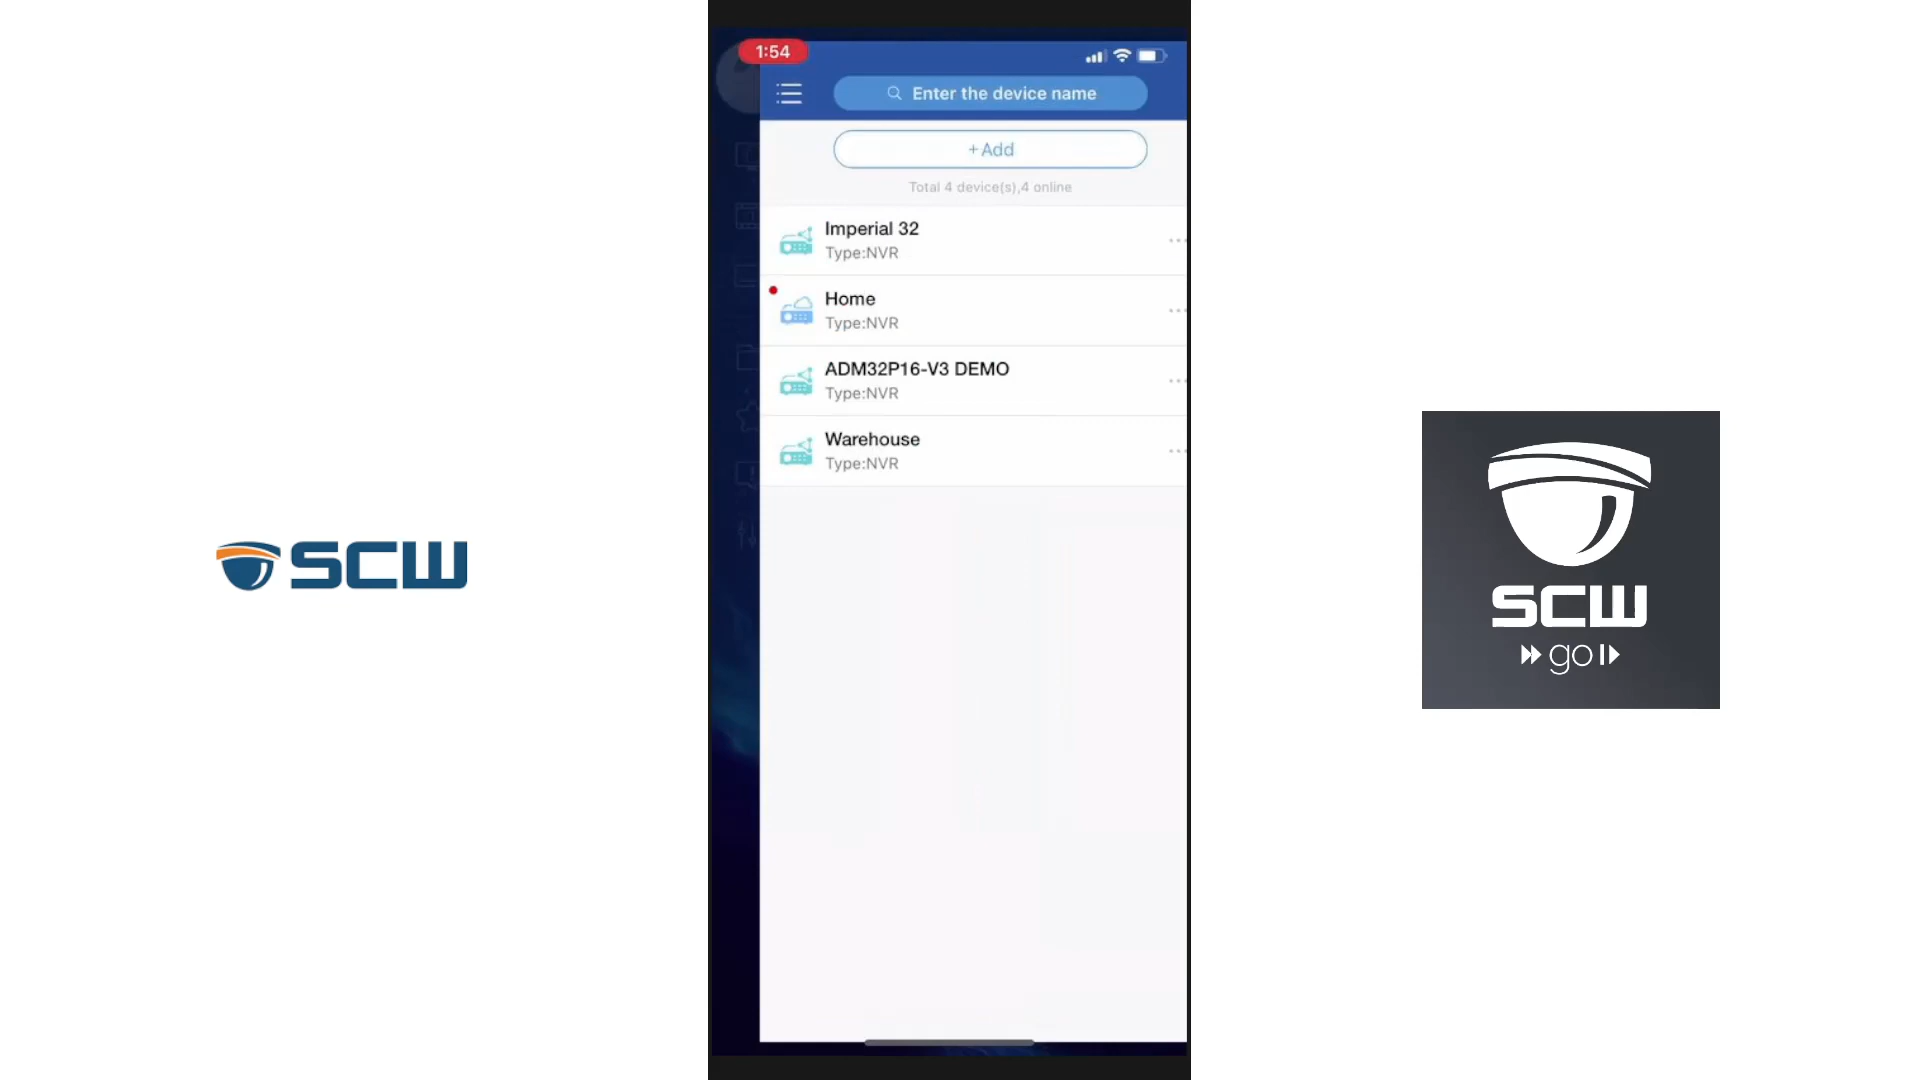 1:54
Enter the device name
+ Add
Total 4 device(s),4 online
Imperial 32
Type:NVR
Home
Type:NVR
ADM32P16-V3 DEMO
Type:NVR
Warehouse
Type:NVR
SCW
SCW
go